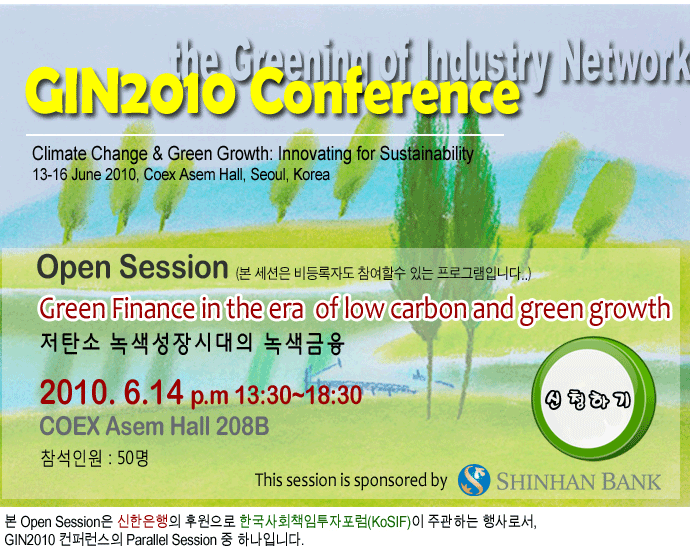 the Greening of Industry Network
GIN2010 Conference
Climate Change & Green Growth: Innovating for Sustainability
13-16 June 2010, Coex Asem Hall, Seoul, Korea
Open Session (본 세션은 비등록자도 참여할수 있는 프로그램입니다..)
Green Finance in the era of low carbon and green growth
저탄소 녹색성장시대의 녹색금융
2010. 6.14 p.m 13:30~18:30
신청하기
COEX Asem Hall 208B
참석인원 : 50명
This session is sponsored by SHINHAN BANK
본 Open Session은 신한은행의 후원으로 한국사회책임투자포럼(KoSIF)이 주관하는 행사로서,
GIN2010 컨퍼런스의 Parallel Session 중 하나입니다.